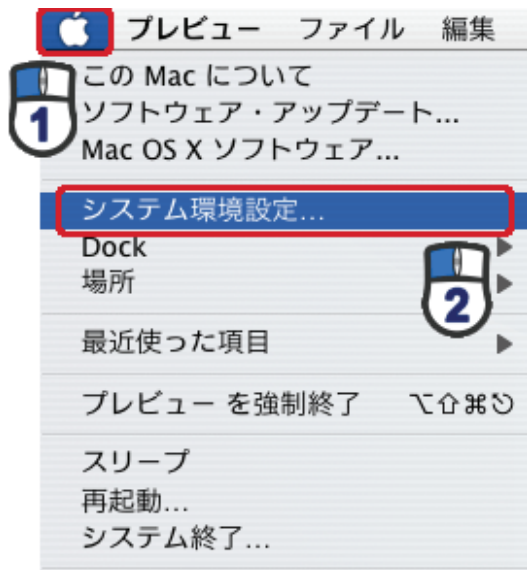 プレビュー ファイル 編集
この Mac について
ソフトウェア・アップデート...
Mac OS X ソフトウェア...
システム環境設定...
Dock
場所
最近使った項目
プレビュー を強制終了 ⌥⇧⌘⎋
スリープ
再起動...
システム終了...
1
2